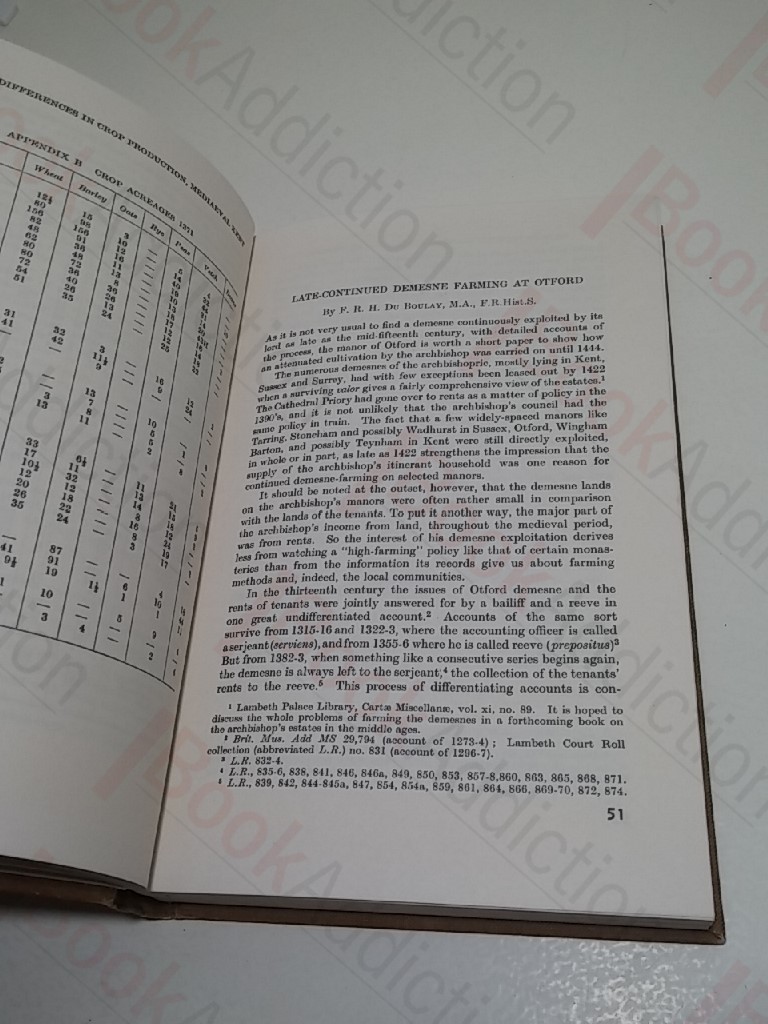 DIFFERENCES IN CROP PRODUCTION, MEDIAEVAL KENT
APPENDIX B CROP ACREAGES 1271
Wheat Barley Oats Rye Peas Vetch
LATE-CONTINUED DEMESNE FARMING AT OTFORD
By F. R. H. Du Boulay, M.A., F.R.Hist.S.
As it is not very usual to find a demesne continuously exploited by its
lord as late as the mid-fifteenth century, with detailed accounts of
the process, the manor of Otford is worth a short paper to show how
an attenuated cultivation by the archbishop was carried on until 1444.
The numerous demesnes of the archbishopric, mostly lying in Kent,
Sussex and Surrey, had with few exceptions been leased out by 1422
when a surviving valor gives a fairly comprehensive view of the estates.¹
The Cathedral Priory had gone over to rents as a matter of policy in the
1390's, and it is not unlikely that the archbishop's council had the
same policy in train. The fact that a few widely-spaced manors like
Tarring, Stoneham and possibly Wadhurst in Sussex, Otford, Wingham
Barton, and possibly Teynham in Kent were still directly exploited,
in whole or in part, as late as 1422 strengthens the impression that the
supply of the archbishop's itinerant household was one reason for
continued demesne-farming on selected manors.
It should be noted at the outset, however, that the demesne lands
on the archbishop's manors were often rather small in comparison
with the lands of the tenants. To put it another way, the major part of
the archbishop's income from land, throughout the medieval period,
was from rents. So the interest of his demesne exploitation derives
less from watching a "high-farming" policy like that of certain monas-
teries than from the information its records give us about farming
methods and, indeed, the local communities.
In the thirteenth century the issues of Otford demesne and the
rents of tenants were jointly answered for by a bailiff and a reeve in
one great undifferentiated account.² Accounts of the same sort
survive from 1315-16 and 1322-3, where the accounting officer is called
a serjeant (serviens), and from 1355-6 where he is called reeve (prepositus)³
But from 1382-3, when something like a consecutive series begins again,
the demesne is always left to the serjeant,⁴ the collection of the tenants'
rents to the reeve.⁵ This process of differentiating accounts is con-
¹ Lambeth Palace Library, Cartæ Miscellanæ, vol. xi, no. 89. It is hoped to
discuss the whole problems of farming the demesnes in a forthcoming book on
the archbishop's estates in the middle ages.
² Brit. Mus. Add MS 29,794 (account of 1273-4) ; Lambeth Court Roll
collection (abbreviated L.R.) no. 831 (account of 1296-7).
³ L.R. 832-4.
⁴ L.R., 835-6, 838, 841, 846, 846a, 849, 850, 853, 857-8, 860, 863, 865, 868, 871.
⁵ L.R., 839, 842, 844-845a, 847, 854, 854a, 859, 861, 864, 866, 869-70, 872, 874.
51
BookAddiction